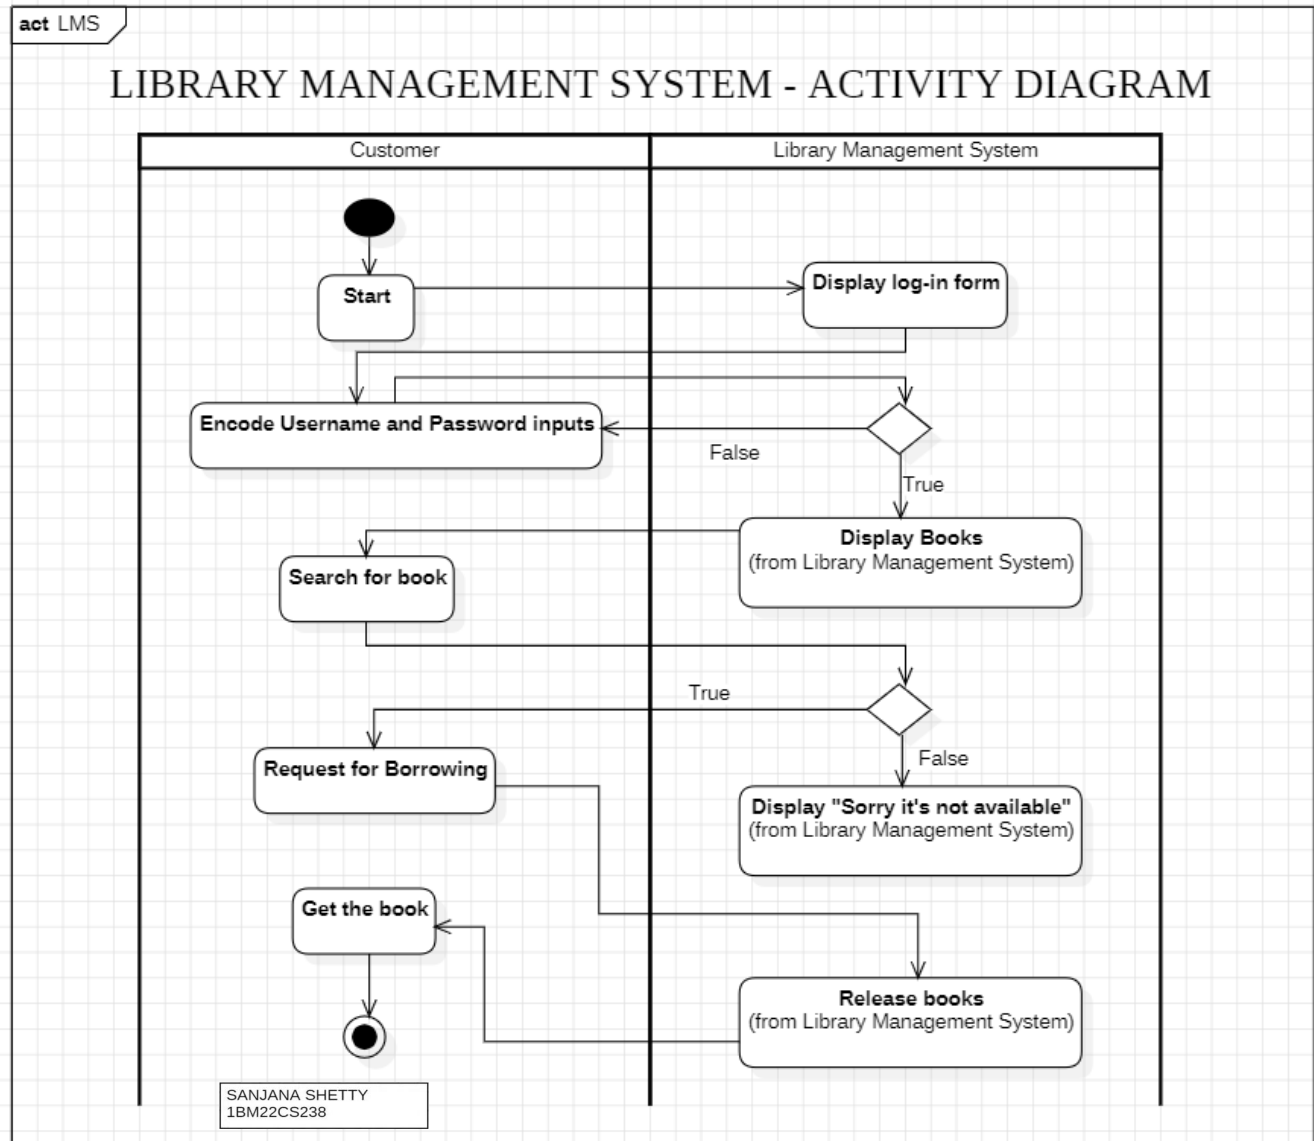 act LMS
LIBRARY MANAGEMENT SYSTEM - ACTIVITY DIAGRAM
Customer
Library Management System
Start
Display log-in form
Encode Username and Password inputs
False
True
Display Books
(from Library Management System)
Search for book
True
False
Request for Borrowing
Display "Sorry it's not available"
(from Library Management System)
Get the book
Release books
(from Library Management System)
SANJANA SHETTY
1BM22CS238